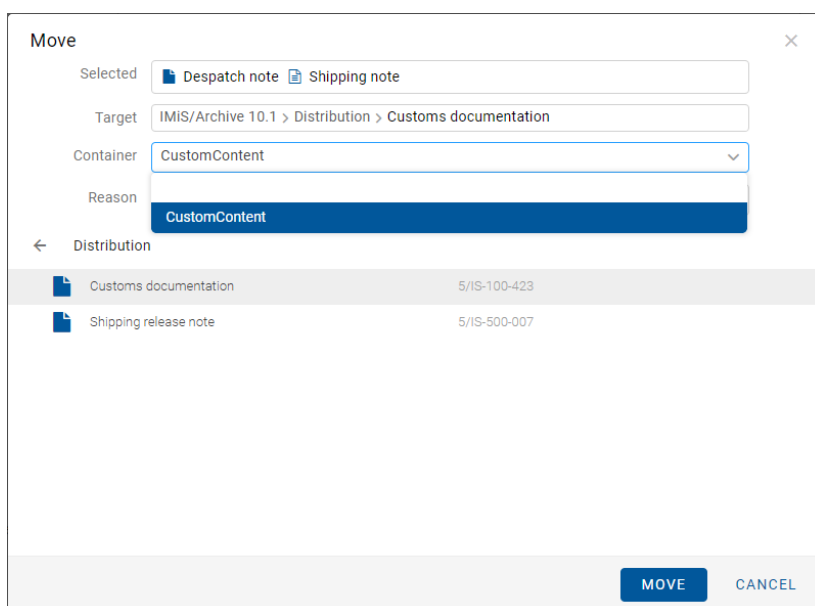 Move
Selected Despatch note Shipping note
Target IMiS/Archive 10.1 > Distribution > Customs documentation
Container CustomContent
Reason
CustomContent
Distribution
Customs documentation 5/IS-100-423
Shipping release note 5/IS-500-007
MOVE CANCEL